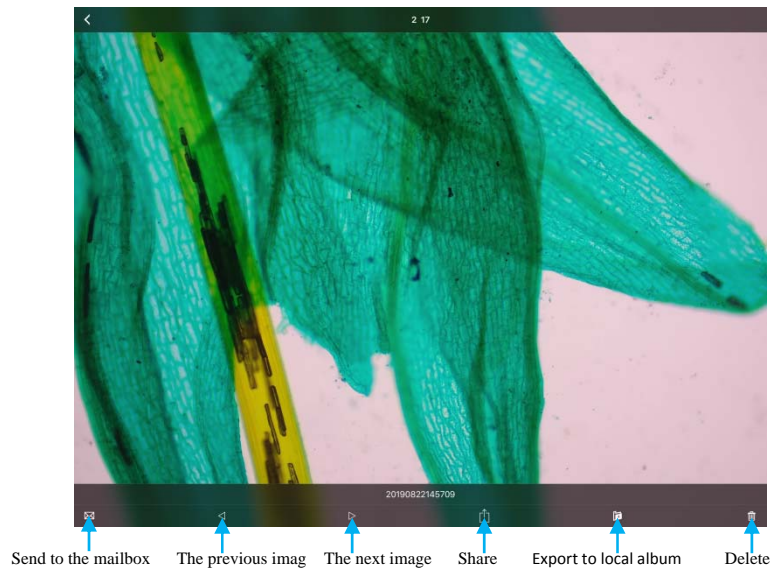 2 17
20190822145709
Send to the mailbox The previous imag The next image Share Export to local album Delete